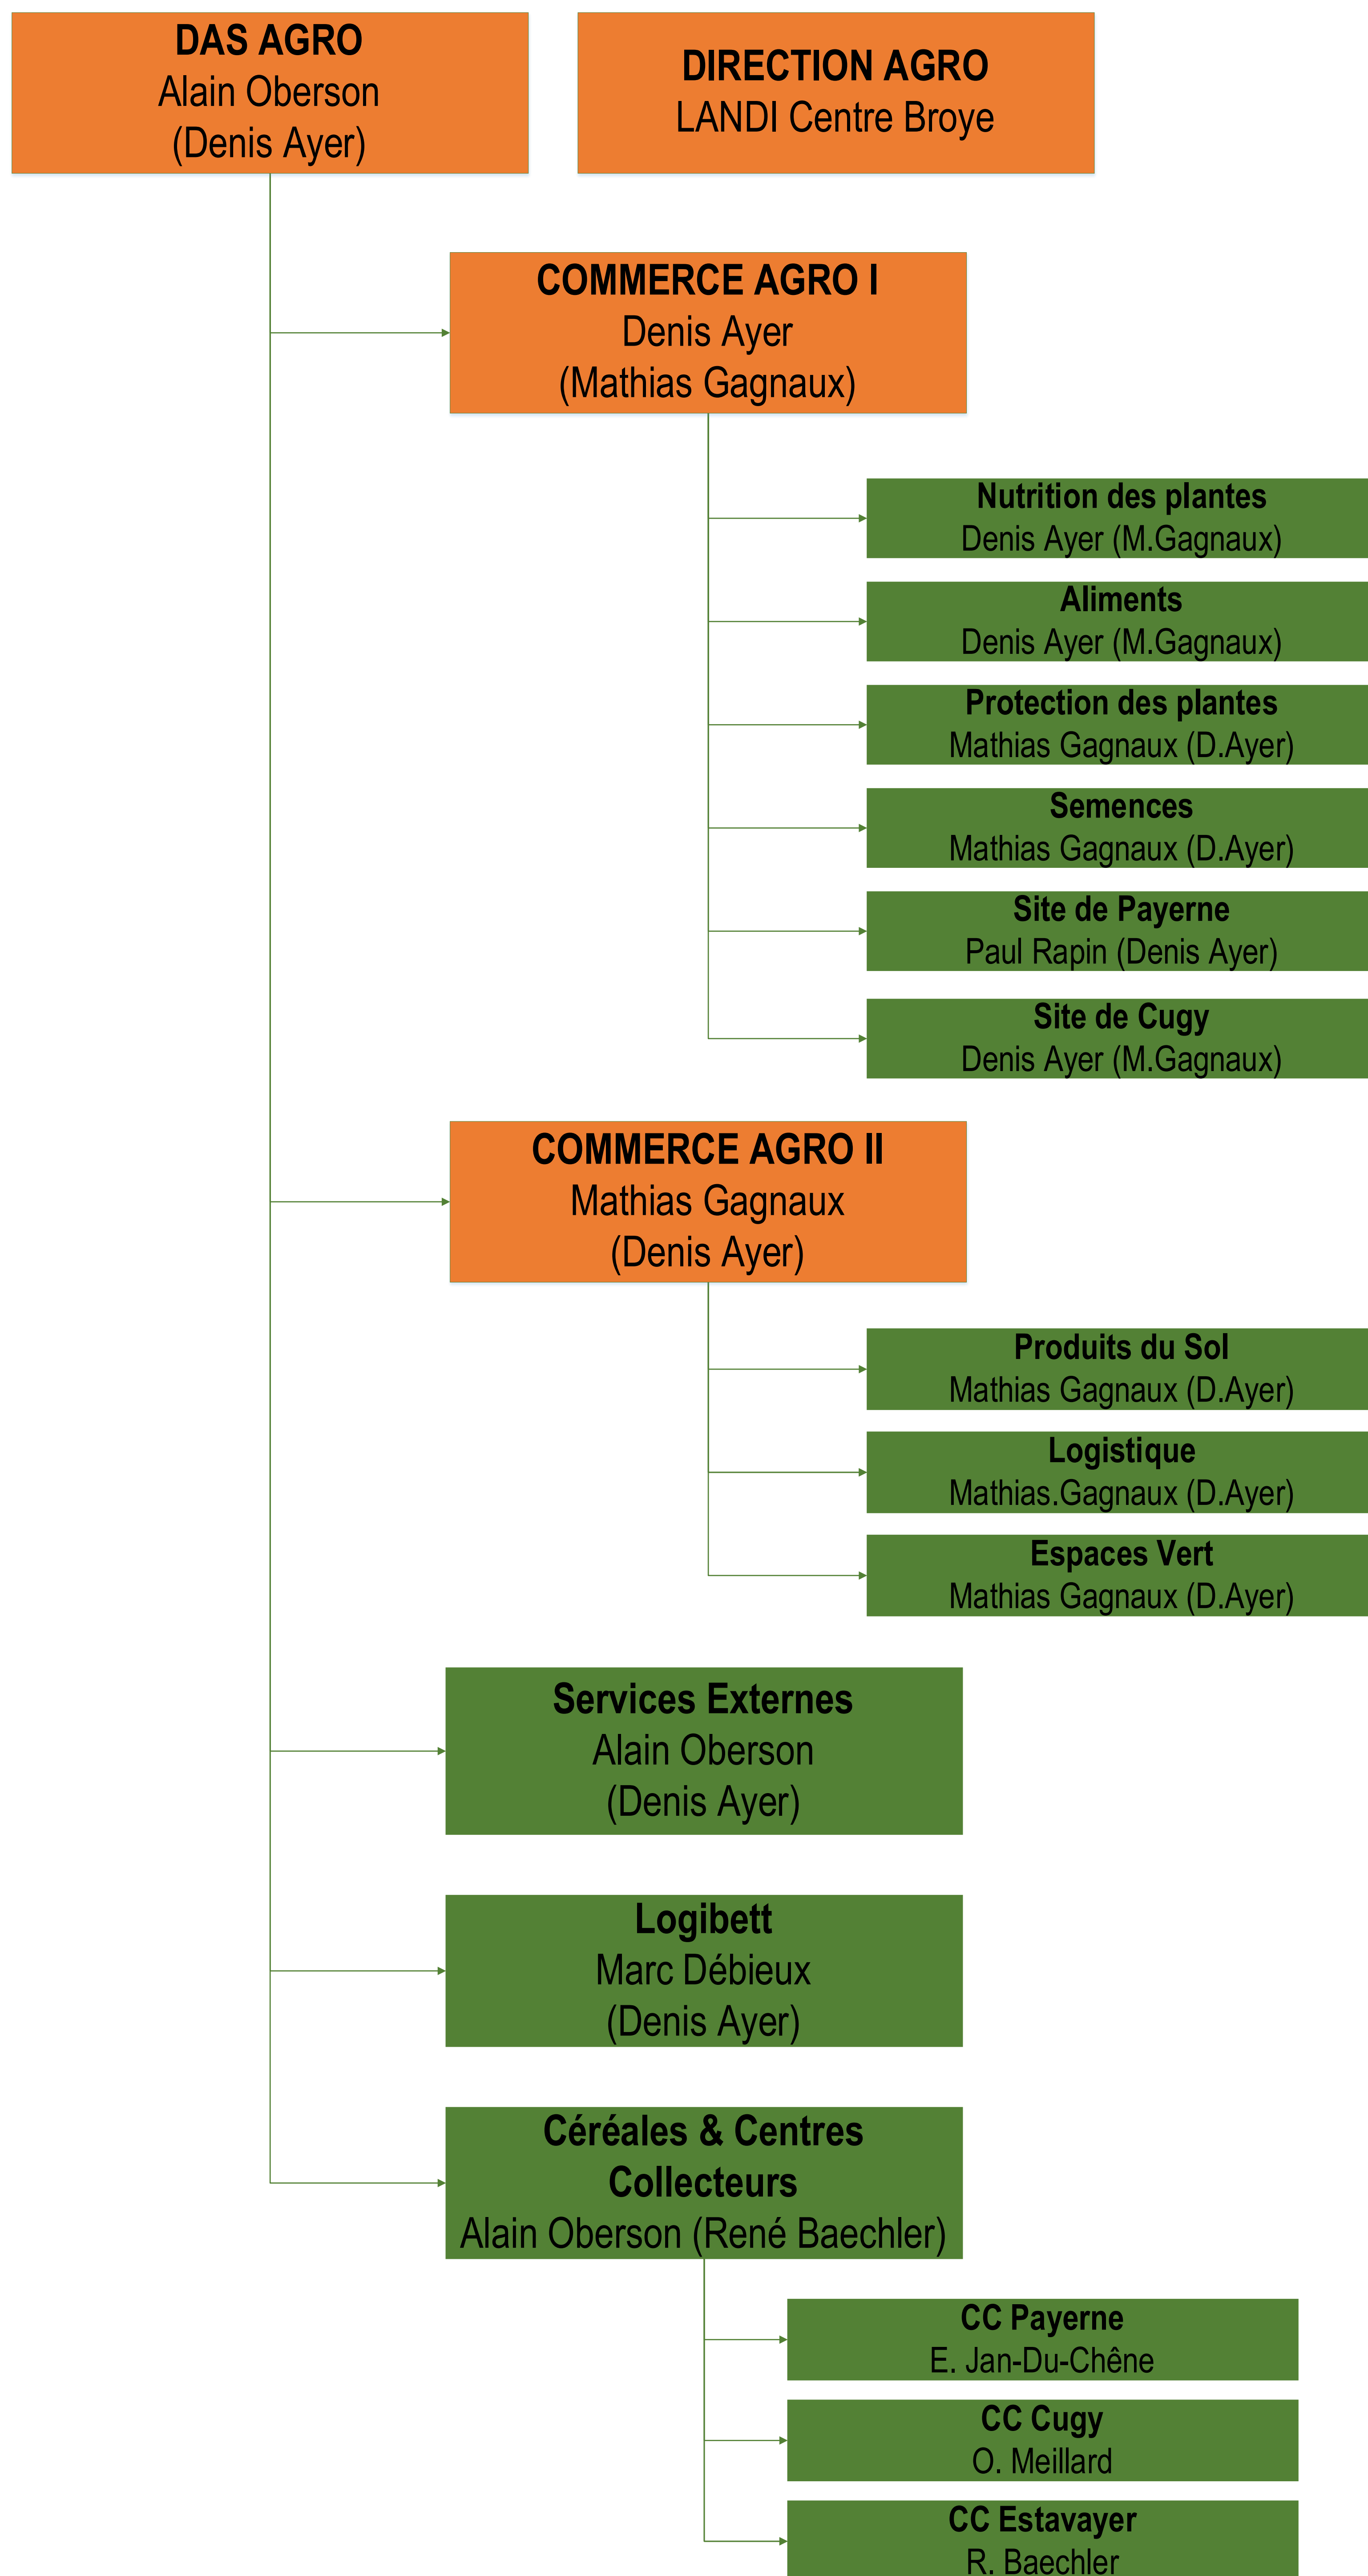 DAS AGRO
Alain Oberson
(Denis Ayer)
DIRECTION AGRO
LANDI Centre Broye
COMMERCE AGRO I
Denis Ayer
(Mathias Gagnaux)
Nutrition des plantes
Denis Ayer (M.Gagnaux)
Aliments
Denis Ayer (M.Gagnaux)
Protection des plantes
Mathias Gagnaux (D.Ayer)
Semences
Mathias Gagnaux (D.Ayer)
Site de Payerne
Paul Rapin (Denis Ayer)
Site de Cugy
Denis Ayer (M.Gagnaux)
COMMERCE AGRO II
Mathias Gagnaux
(Denis Ayer)
Produits du Sol
Mathias Gagnaux (D.Ayer)
Logistique
Mathias.Gagnaux (D.Ayer)
Espaces Vert
Mathias Gagnaux (D.Ayer)
Services Externes
Alain Oberson
(Denis Ayer)
Logibett
Marc Débieux
(Denis Ayer)
Céréales & Centres
Collecteurs
Alain Oberson (René Baechler)
CC Payerne
E. Jan-Du-Chêne
CC Cugy
O. Meillard
CC Estavayer
R. Baechler